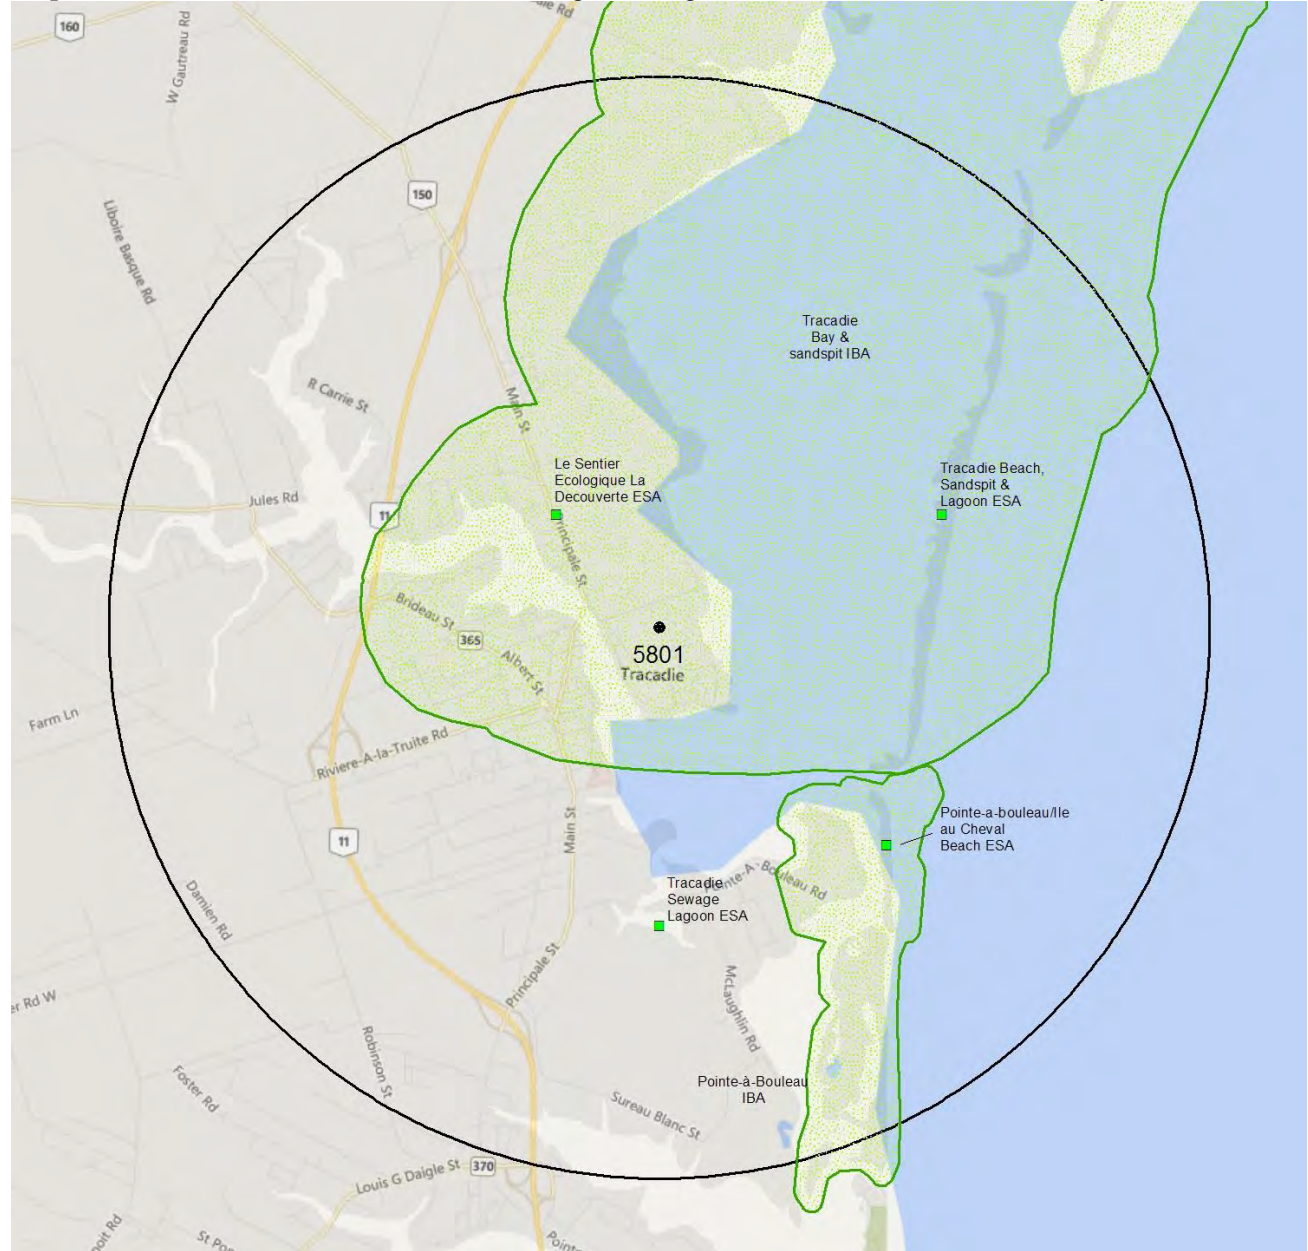 160
W Gautreau Rd
150
Liboire Basque Rd
Tracadie
Bay &
sandspit IBA
R Carrie St
Main St
Le Sentier
Ecologique La
Decouverte ESA
Tracadie Beach,
Sandspit &
Lagoon ESA
Jules Rd
11
Principale St
Brideau St
365
Albert St
5801
Tracadie
Farm Ln
Riviere-A-la-Truite Rd
Main St
11
Pointe-a-bouleau/Ile
au Cheval
Beach ESA
Tracadie
Sewage
Lagoon ESA
Pointe-A-Bouleau Rd
Damien Rd
Principale St
McLaughlin Rd
Rd W
Robinson St
Foster Rd
Pointe-à-Bouleau
IBA
Sureau Blanc St
Louis G Daigle St
370